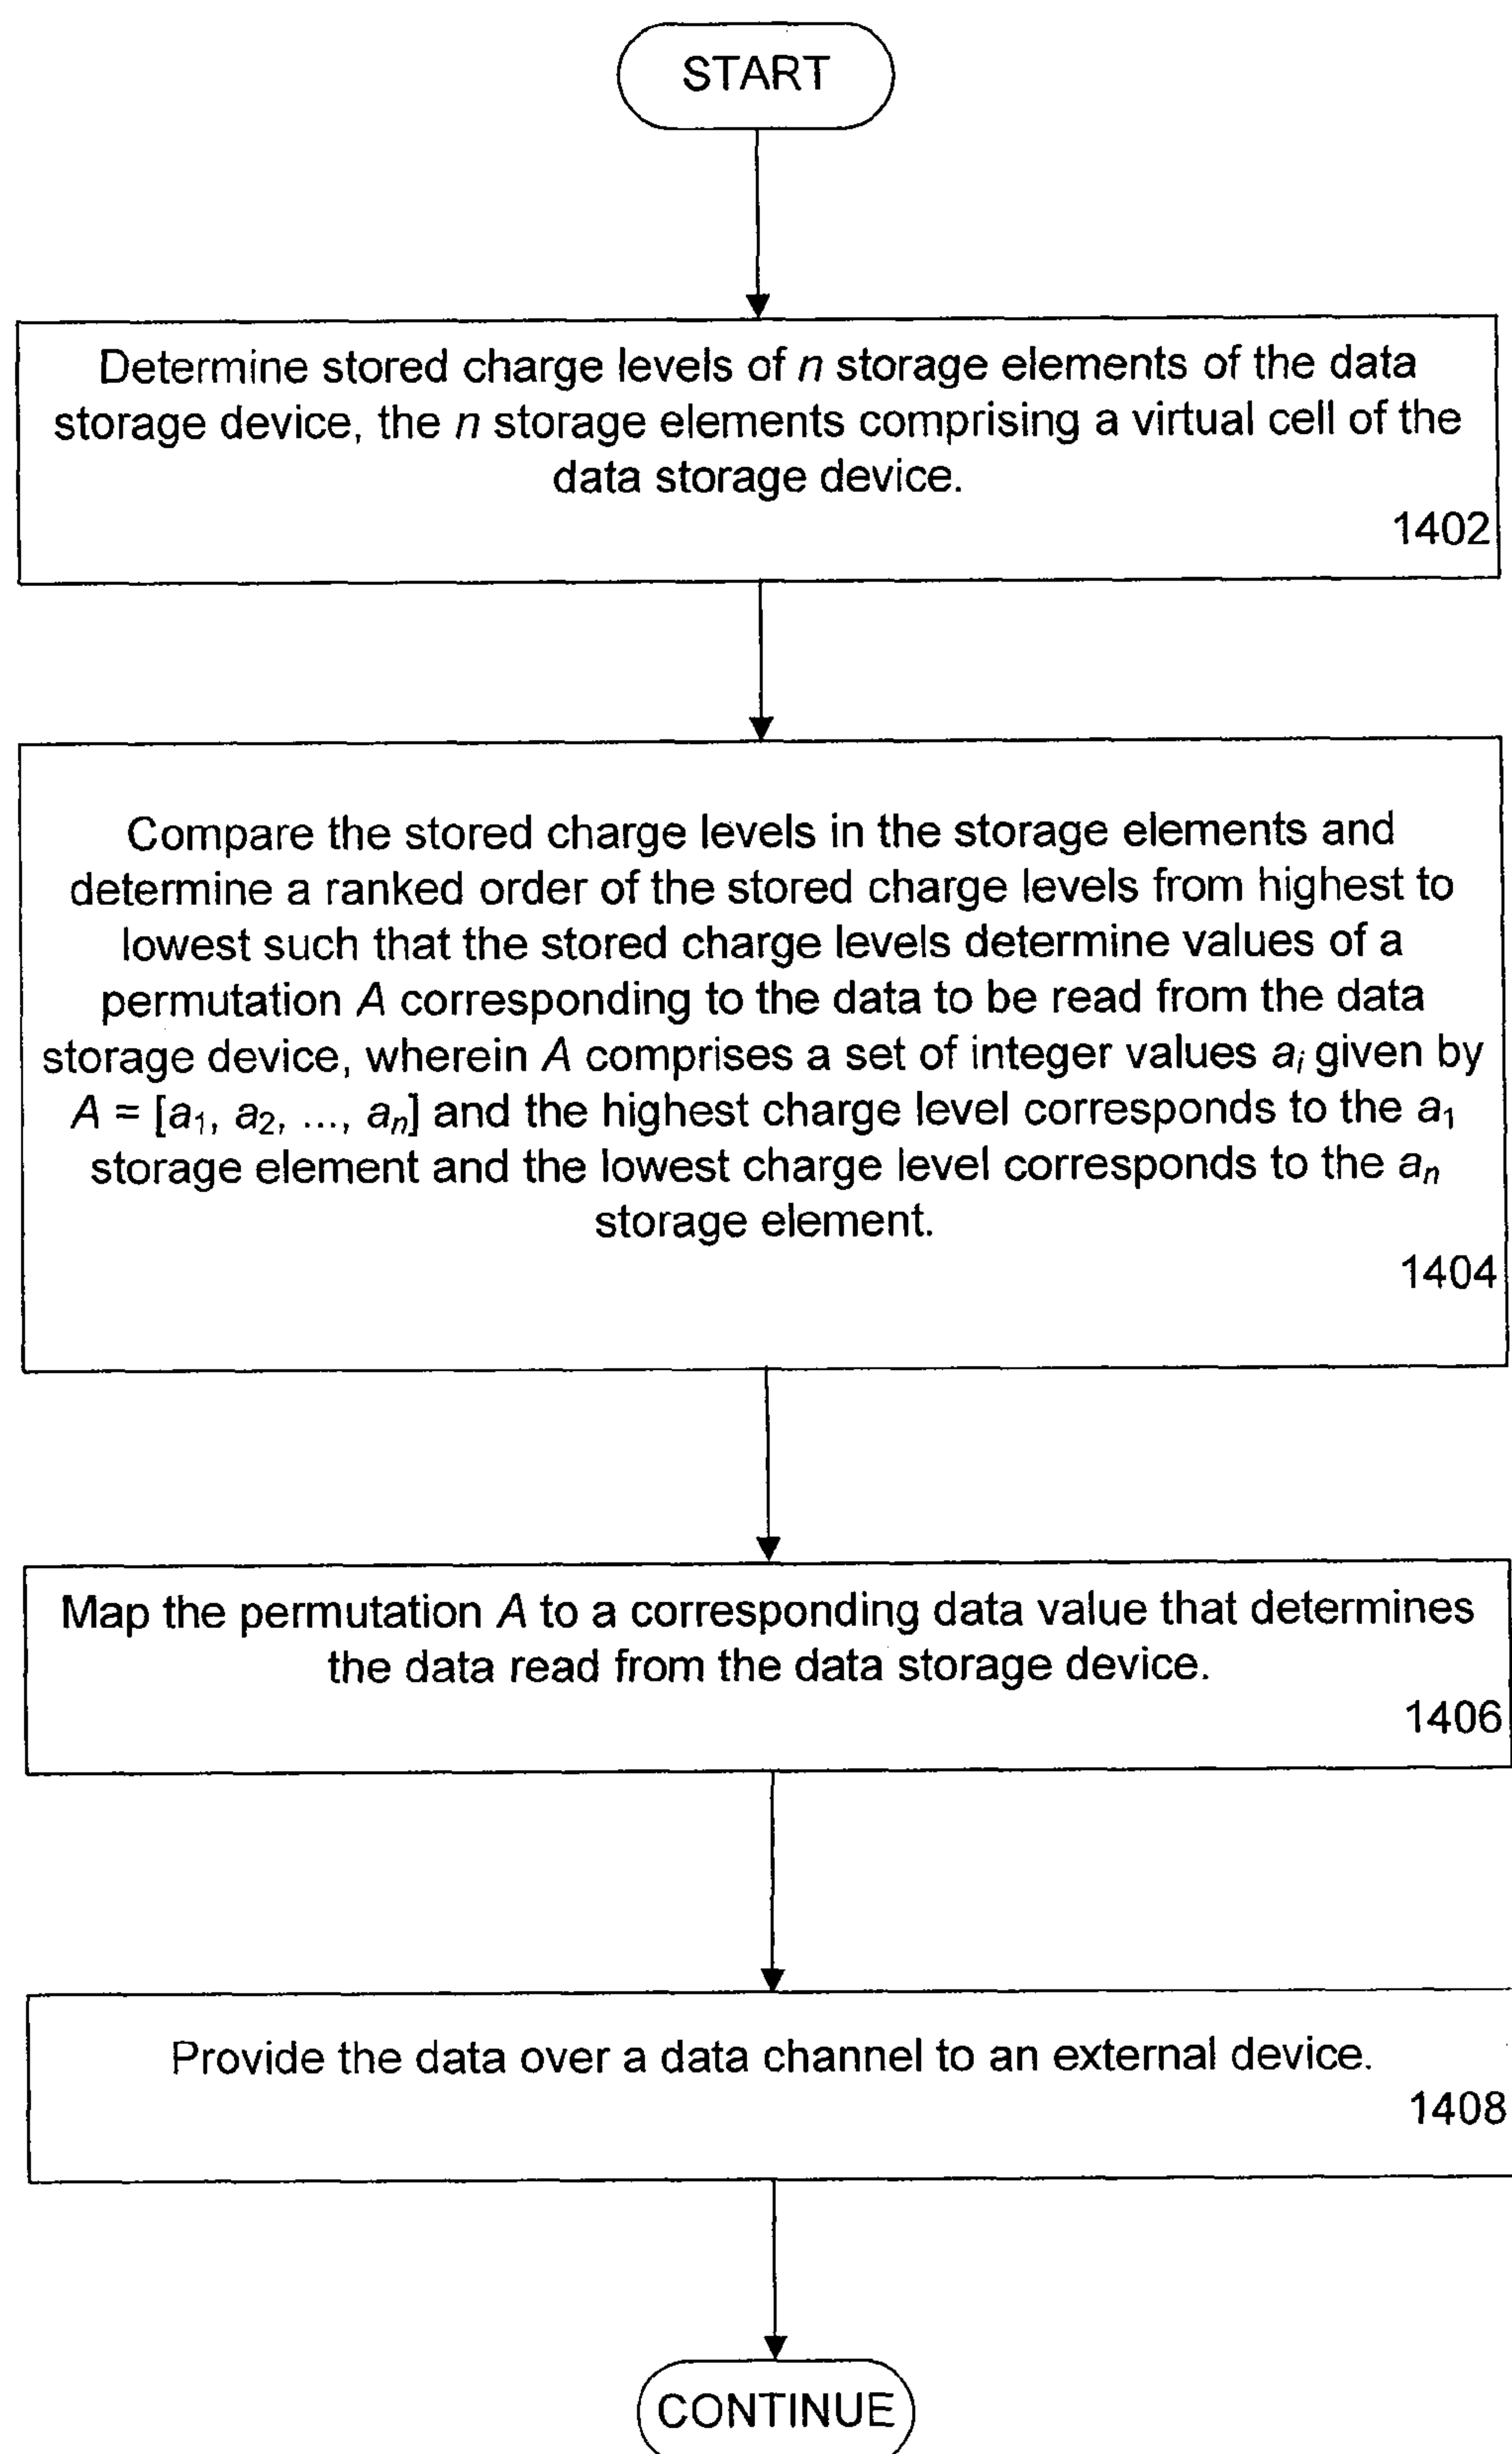 START
Determine stored charge levels of n storage elements of the data
storage device, the n storage elements comprising a virtual cell of the
data storage device.
1402
Compare the stored charge levels in the storage elements and
determine a ranked order of the stored charge levels from highest to
lowest such that the stored charge levels determine values of a
permutation A corresponding to the data to be read from the data
storage device, wherein A comprises a set of integer values aᵢ given by
A = [a₁, a₂, ..., aₙ] and the highest charge level corresponds to the a₁
storage element and the lowest charge level corresponds to the aₙ
storage element.
1404
Map the permutation A to a corresponding data value that determines
the data read from the data storage device.
1406
Provide the data over a data channel to an external device.
1408
CONTINUE